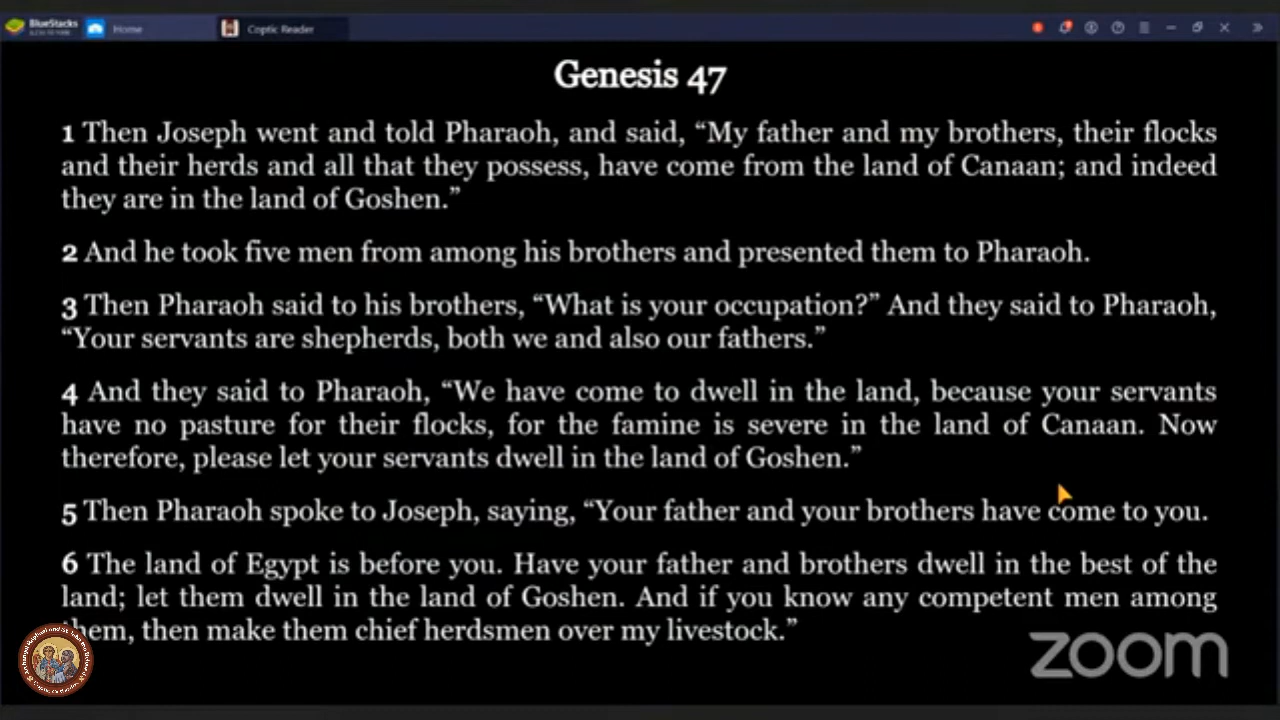 BlueStacks
Home
Coptic Reader
Genesis 47
1 Then Joseph went and told Pharaoh, and said, “My father and my brothers, their flocks
and their herds and all that they possess, have come from the land of Canaan; and indeed
they are in the land of Goshen.”
2 And he took five men from among his brothers and presented them to Pharaoh.
3 Then Pharaoh said to his brothers, “What is your occupation?” And they said to Pharaoh,
“Your servants are shepherds, both we and also our fathers.”
4 And they said to Pharaoh, “We have come to dwell in the land, because your servants
have no pasture for their flocks, for the famine is severe in the land of Canaan. Now
therefore, please let your servants dwell in the land of Goshen.”
5 Then Pharaoh spoke to Joseph, saying, “Your father and your brothers have come to you.
6 The land of Egypt is before you. Have your father and brothers dwell in the best of the
land; let them dwell in the land of Goshen. And if you know any competent men among
them, then make them chief herdsmen over my livestock.”
zoom